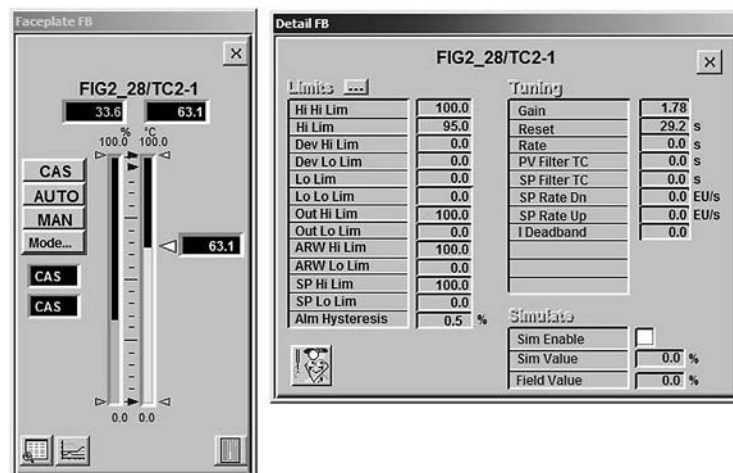 Faceplate FB
FIG2_28/TC2-1
33.6 63.1
% °C
100.0 100.0
CAS
AUTO
MAN
Mode...
63.1
CAS
CAS
0.0 0.0
Detail FB
FIG2_28/TC2-1
Limits ...
Hi Hi Lim 100.0
Hi Lim 95.0
Dev Hi Lim 0.0
Dev Lo Lim 0.0
Lo Lim 0.0
Lo Lo Lim 0.0
Out Hi Lim 100.0
Out Lo Lim 0.0
ARW Hi Lim 100.0
ARW Lo Lim 0.0
SP Hi Lim 100.0
SP Lo Lim 0.0
Alm Hysteresis 0.5 %
Tuning
Gain 1.78
Reset 29.2 s
Rate 0.0 s
PV Filter TC 0.0 s
SP Filter TC 0.0 s
SP Rate Dn 0.0 EU/s
SP Rate Up 0.0 EU/s
I Deadband 0.0
Simulate
Sim Enable
Sim Value 0.0 %
Field Value 0.0 %